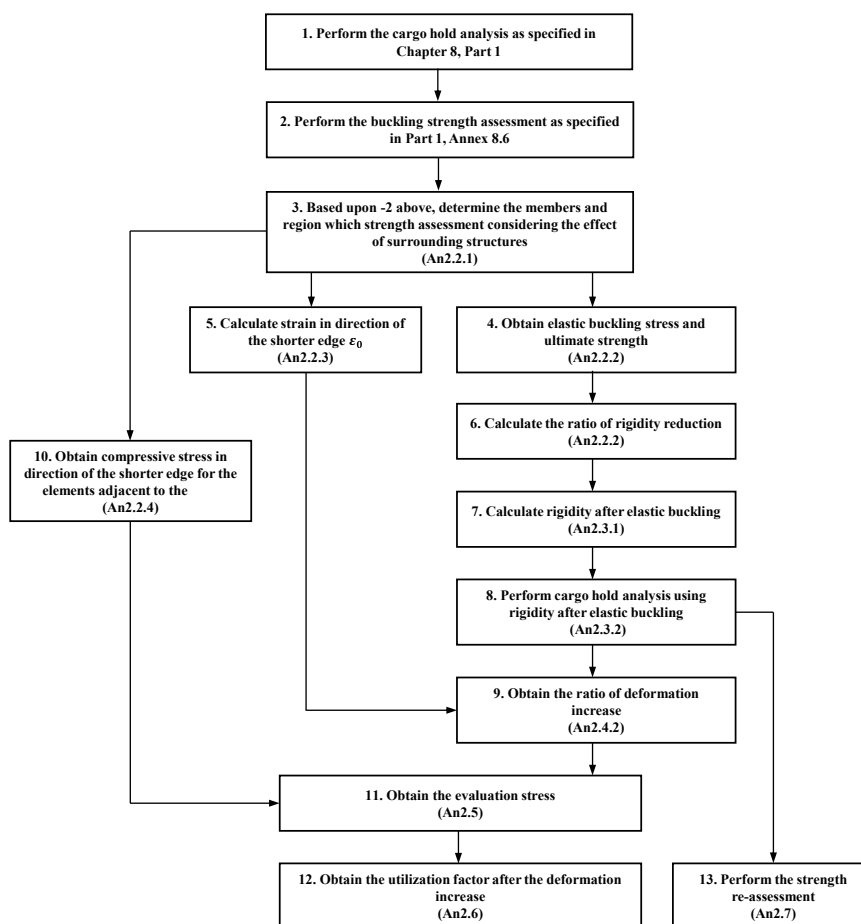 1. Perform the cargo hold analysis as specified in
Chapter 8, Part 1
2. Perform the buckling strength assessment as specified
in Part 1, Annex 8.6
3. Based upon -2 above, determine the members and
region which strength assessment considering the effect
of surrounding structures
(An2.2.1)
5. Calculate strain in direction of
the shorter edge ε₀
(An2.2.3)
4. Obtain elastic buckling stress and
ultimate strength
(An2.2.2)
6. Calculate the ratio of rigidity reduction
(An2.2.2)
10. Obtain compressive stress in
direction of the shorter edge for the
elements adjacent to the
(An2.2.4)
7. Calculate rigidity after elastic buckling
(An2.3.1)
8. Perform cargo hold analysis using
rigidity after elastic buckling
(An2.3.2)
9. Obtain the ratio of deformation
increase
(An2.4.2)
11. Obtain the evaluation stress
(An2.5)
12. Obtain the utilization factor after the deformation
increase
(An2.6)
13. Perform the strength
re-assessment
(An2.7)